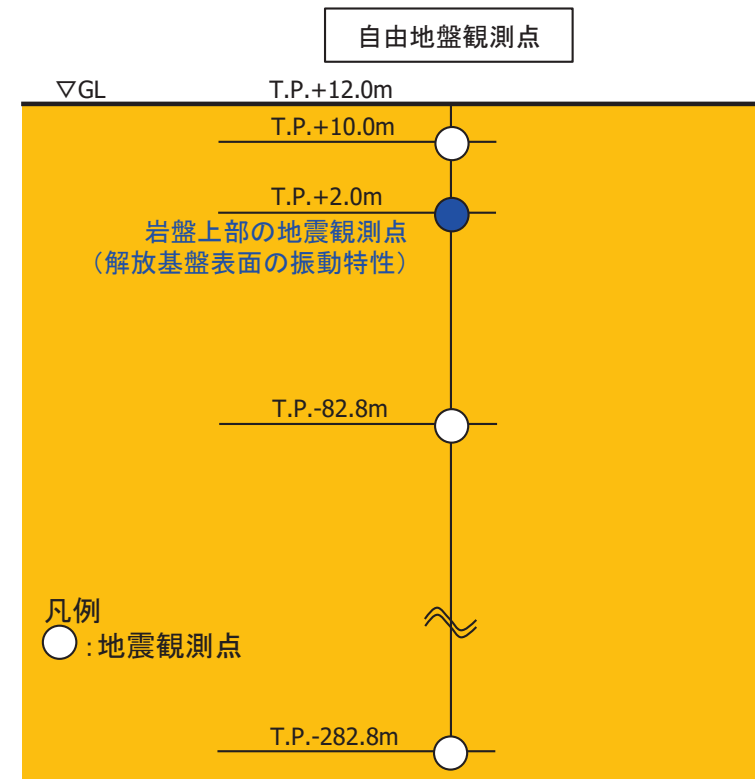 自由地盤観測点
▽GL T.P.+12.0m
T.P.+10.0m
T.P.+2.0m
岩盤上部の地震観測点
（解放基盤表面の振動特性）
T.P.-82.8m
凡例
：地震観測点
T.P.-282.8m